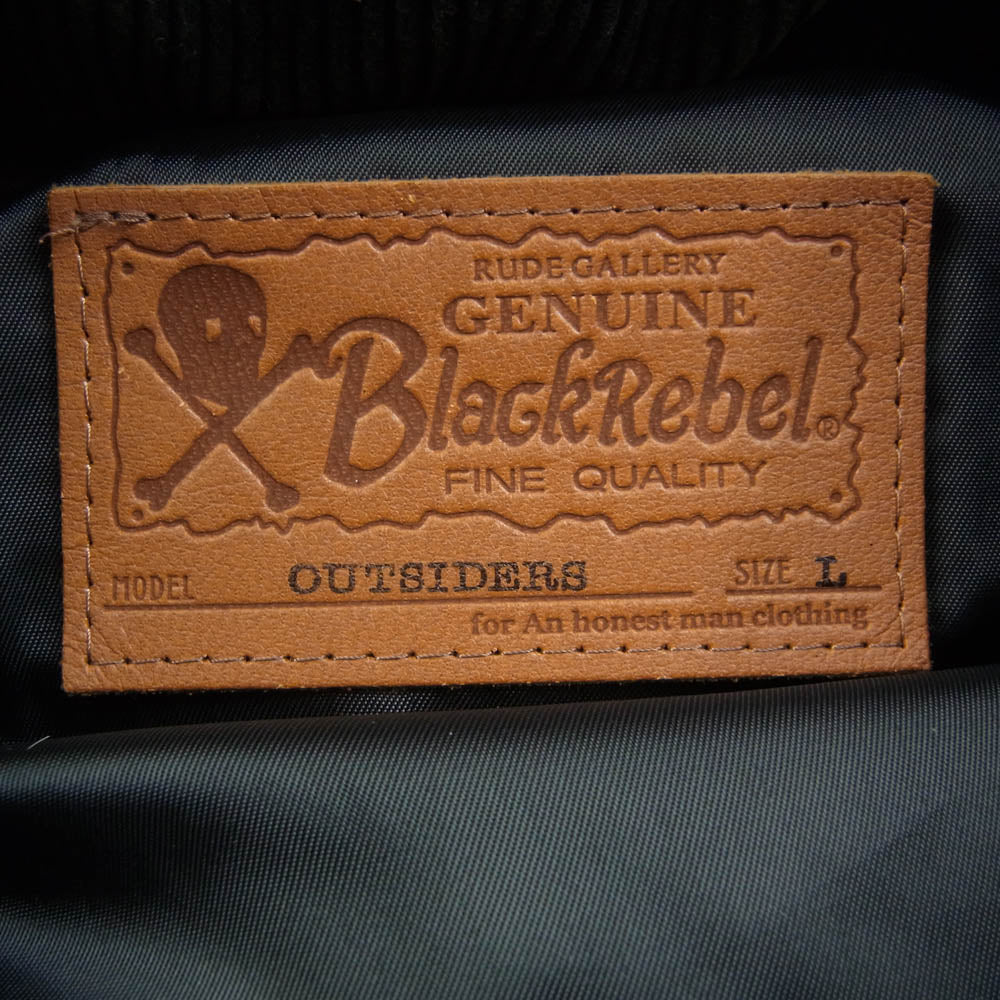 RUDE GALLERY
GENUINE
BlackRebel®
FINE QUALITY
MODEL OUTSIDERS SIZE L
for An honest man clothing